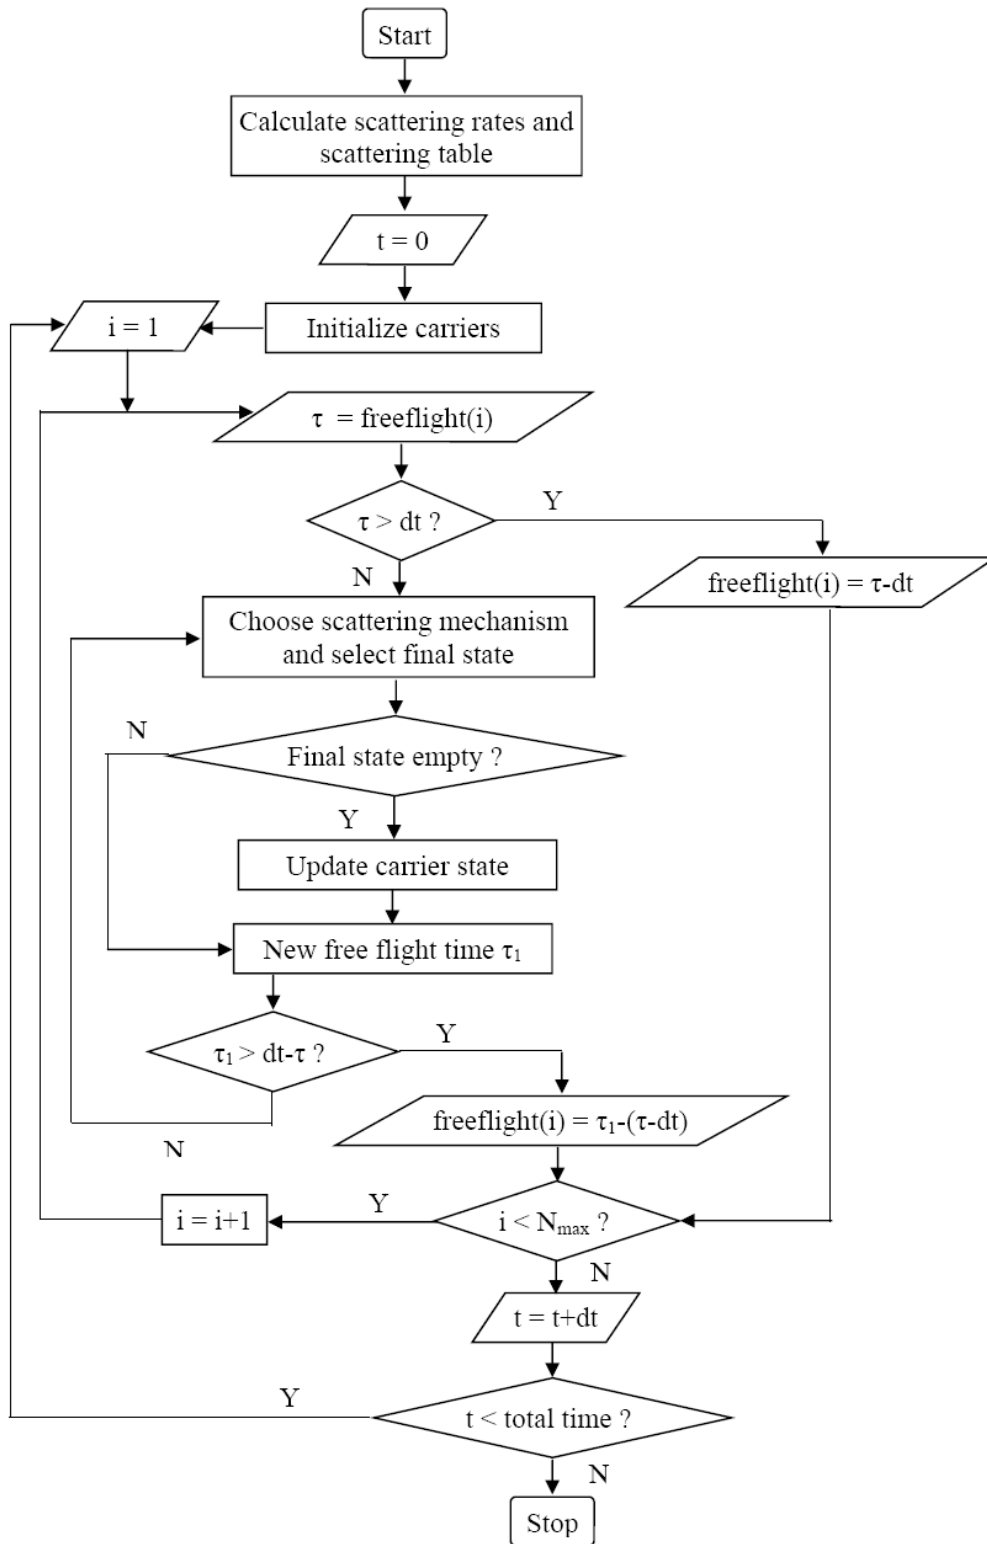 Start
Calculate scattering rates and
scattering table
t = 0
i = 1
Initialize carriers
τ = freeflight(i)
τ > dt ?
Y
N
freeflight(i) = τ-dt
Choose scattering mechanism
and select final state
N
Final state empty ?
Y
Update carrier state
New free flight time τ₁
τ₁ > dt-τ ?
Y
N
freeflight(i) = τ₁-(τ-dt)
i = i+1
Y
i < Nₘₐₓ ?
N
t = t+dt
Y
t < total time ?
N
Stop